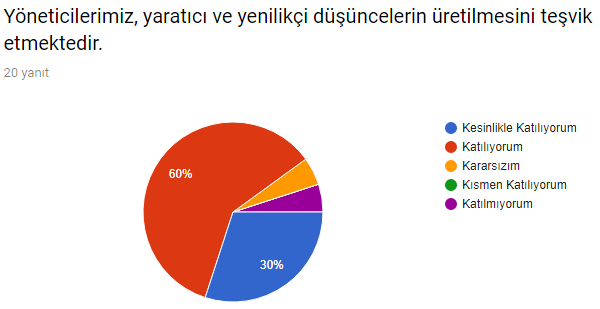 Yöneticilerimiz, yaratıcı ve yenilikçi düşüncelerin üretilmesini teşvik
etmektedir.
20 yanıt
60%
30%
Kesinlikle Katılıyorum
Katılıyorum
Kararsızım
Kısmen Katılıyorum
Katılmıyorum